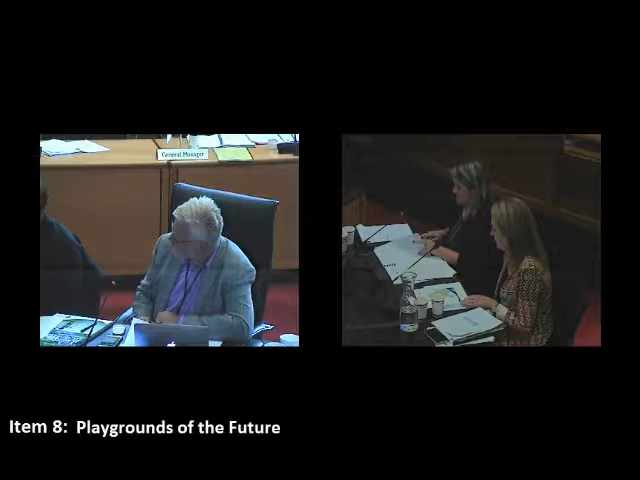 General Manager
Item 8: Playgrounds of the Future